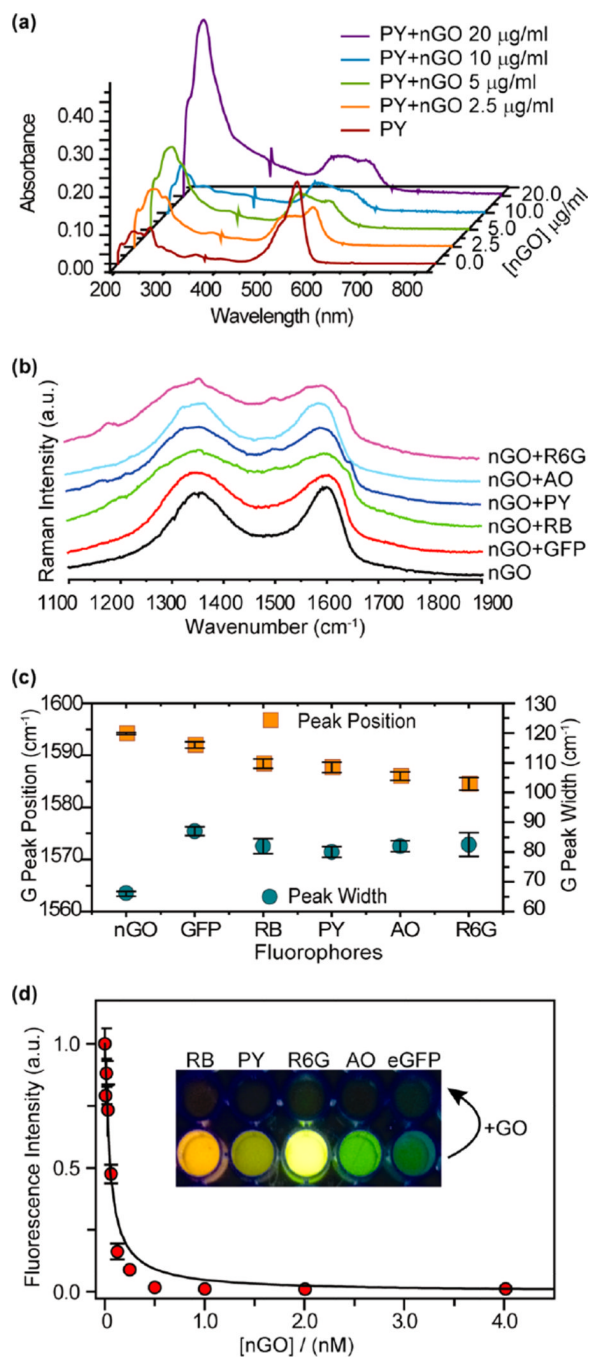 (a)
PY+nGO 20 μg/ml
PY+nGO 10 μg/ml
PY+nGO 5 μg/ml
PY+nGO 2.5 μg/ml
PY
Absorbance
0.40
0.30
0.20
0.10
0.00
200 300 400 500 600 700 800
Wavelength (nm)
20.0
10.0
5.0
2.5
0.0
[nGO] μg/ml
(b)
Raman Intensity (a.u.)
nGO+R6G
nGO+AO
nGO+PY
nGO+RB
nGO+GFP
nGO
1100 1200 1300 1400 1500 1600 1700 1800 1900
Wavenumber (cm-1)
(c)
G Peak Position (cm-1)
1600
1590
1580
1570
1560
Peak Position
Peak Width
130
120
110
100
90
80
70
60
G Peak Width (cm-1)
nGO GFP RB PY AO R6G
Fluorophores
(d)
Fluorescence Intensity (a.u.)
1.0
0.5
0.0
RB PY R6G AO eGFP
+GO
0 1.0 2.0 3.0 4.0
[nGO] / (nM)